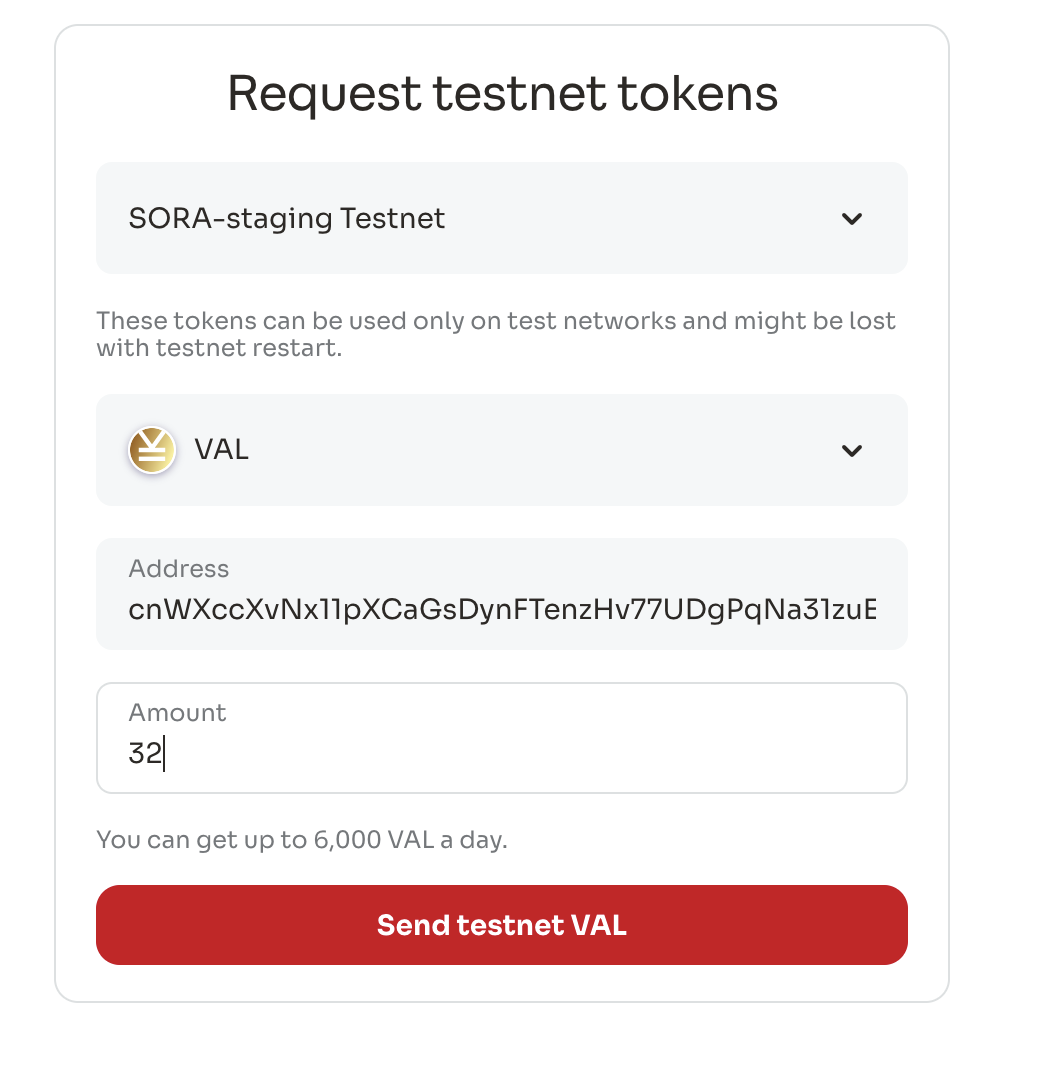 Request testnet tokens
SORA-staging Testnet
These tokens can be used only on test networks and might be lost
with testnet restart.
VAL
Address
cnWXccXvNx11pXCaGsDynFTenzHv77UDgPqNa31zuE
Amount
32
You can get up to 6,000 VAL a day.
Send testnet VAL